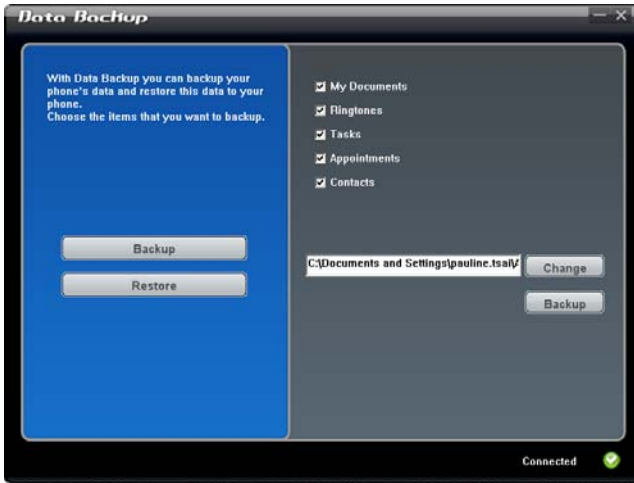 Data Backup
With Data Backup you can backup your
phone's data and restore this data to your
phone.
Choose the items that you want to backup.
Backup
Restore
My Documents
Ringtones
Tasks
Appointments
Contacts
C:\Documents and Settings\pauline.tsai\
Change
Backup
Connected